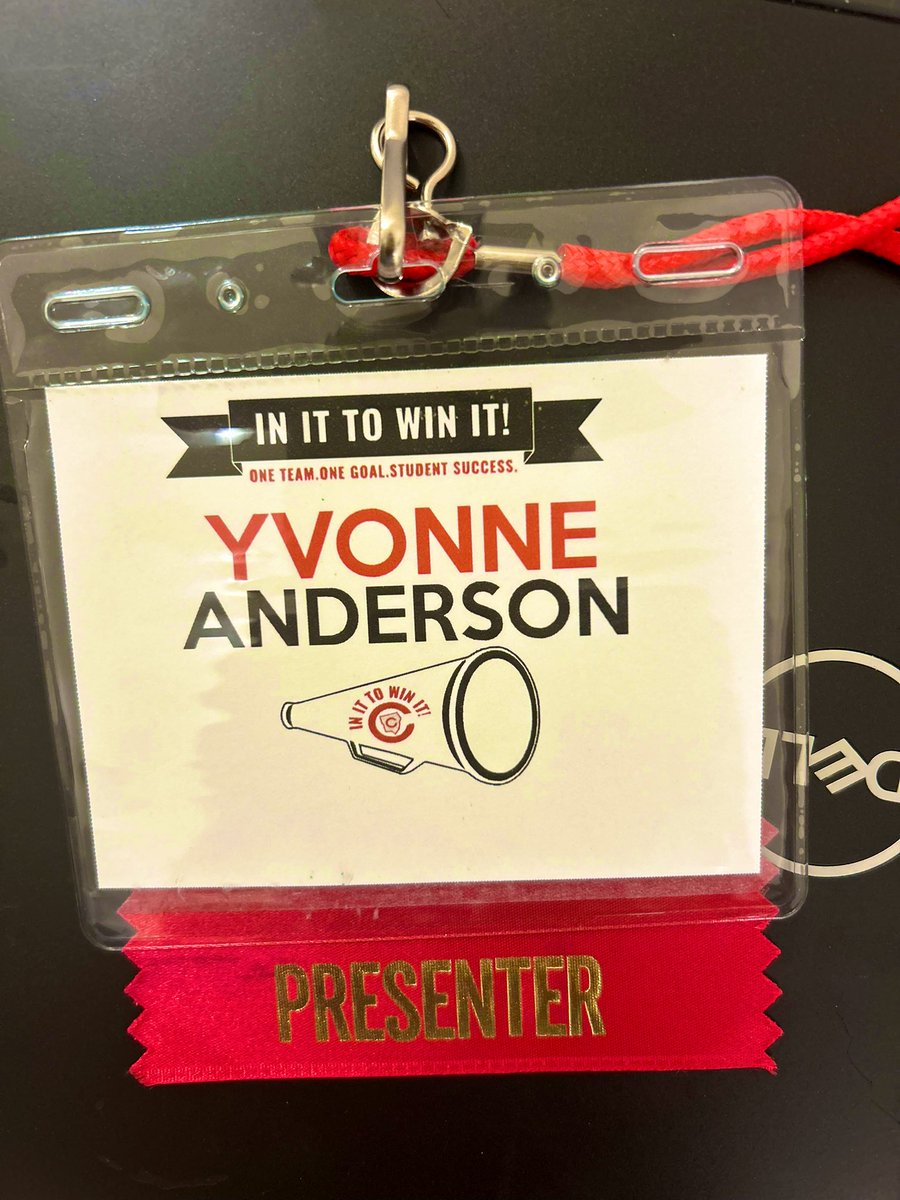 IN IT TO WIN IT!
ONE TEAM.ONE GOAL.STUDENT SUCCESS.
YVONNE
ANDERSON
IN IT TO WIN IT!
C
DELL
PRESENTER